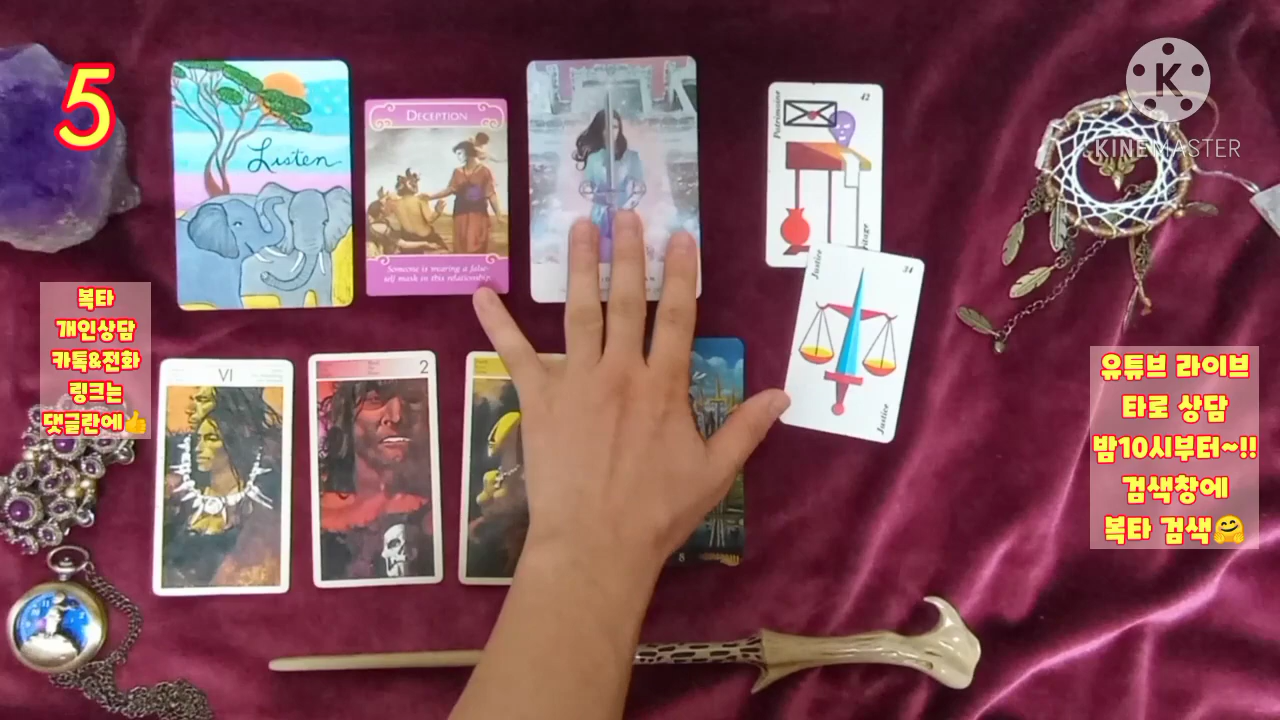 5
Listen
DECEPTION
Someone is wearing a false-
self mask in this relationship.
42
Patrimoine
K
KINEMASTER
Justice
34
Justice
복타
개인상담
카톡&전화
링크는
댓글란에👍
유튜브 라이브
타로 상담
밤10시부터~!!
검색창에
복타 검색🤗
VI
2
8